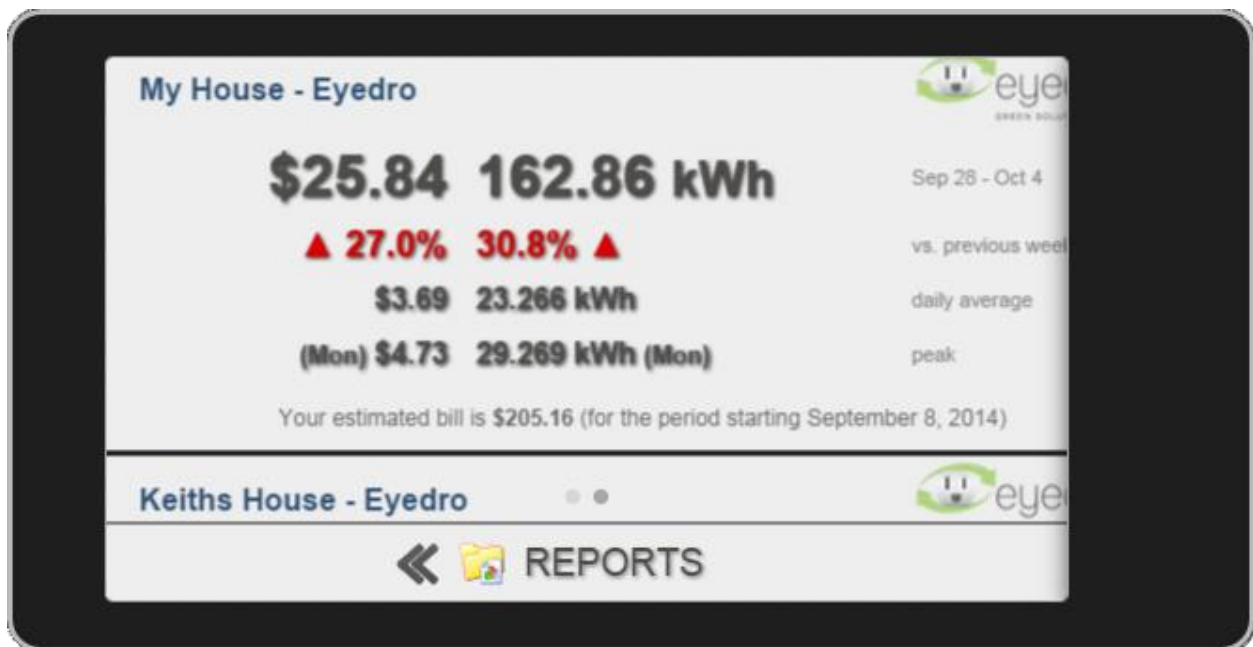 My House - Eyedro
eye
$25.84 162.86 kWh Sep 28 - Oct 4
▲ 27.0% 30.8% ▲ vs. previous
$3.69 23.266 kWh daily average
(Mon) $4.73 29.269 kWh (Mon) peak
Your estimated bill is $205.16 (for the period starting September 8, 2014)
Keiths House - Eyedro
eye
REPORTS